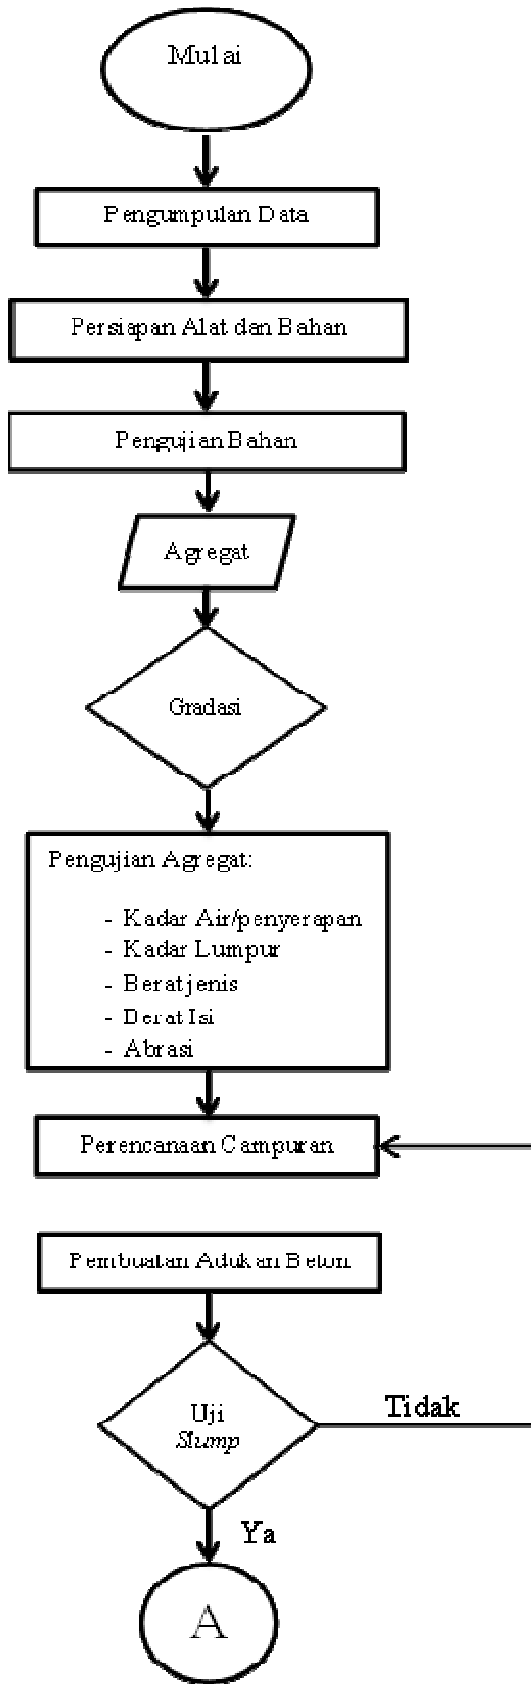 Mulai
Pengumpulan Data
Persiapan Alat dan Bahan
Pengujian Bahan
Agregat
Gradasi
Pengujian Agregat:
- Kadar Air/penyerapan
- Kadar Lumpur
- Berat jenis
- Berat Isi
- Abrasi
Perencanaan Campuran
Pembuatan Adukan Beton
Uji
Slump
Tidak
Ya
A